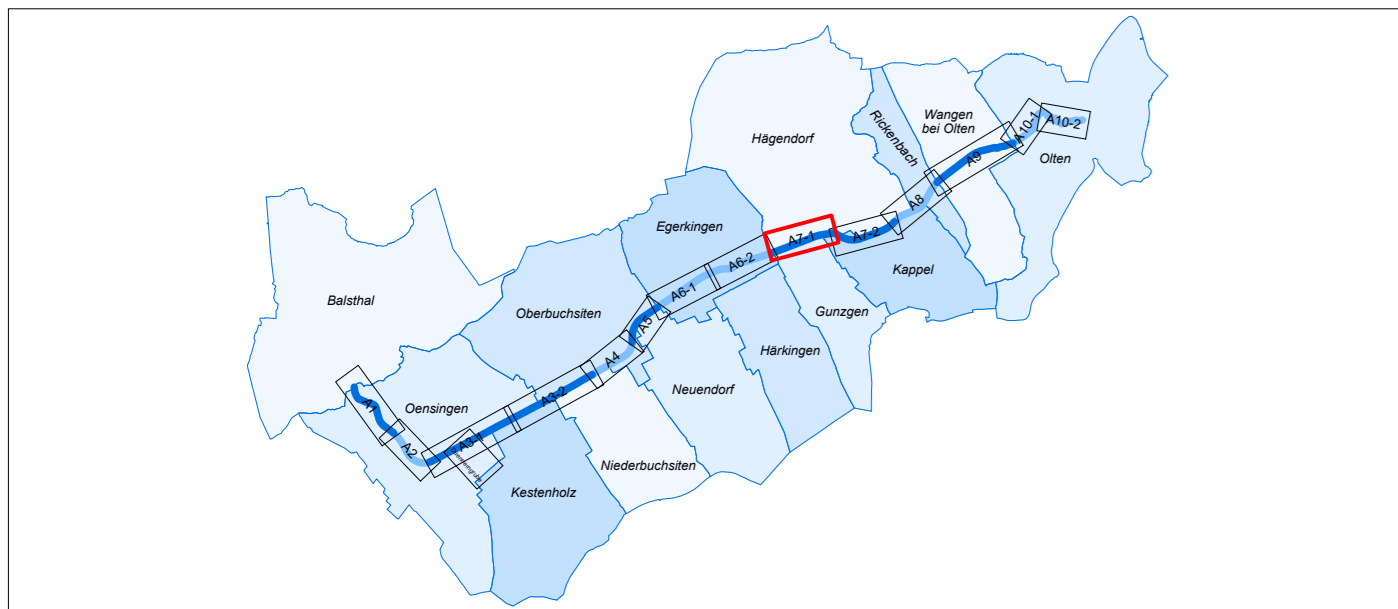 Hägendorf
Rickenbach
Wangen
bei Olten
A10-1
A10-2
Olten
A9
A8
Egerkingen
A7-1
A7-2
A6-2
Kappel
A6-1
Balsthal
Oberbuchsiten
Gunzgen
A5
Härkingen
A4
Neuendorf
A3-2
A1
Oensingen
A2
A3-1
Niederbuchsiten
Kestenholz